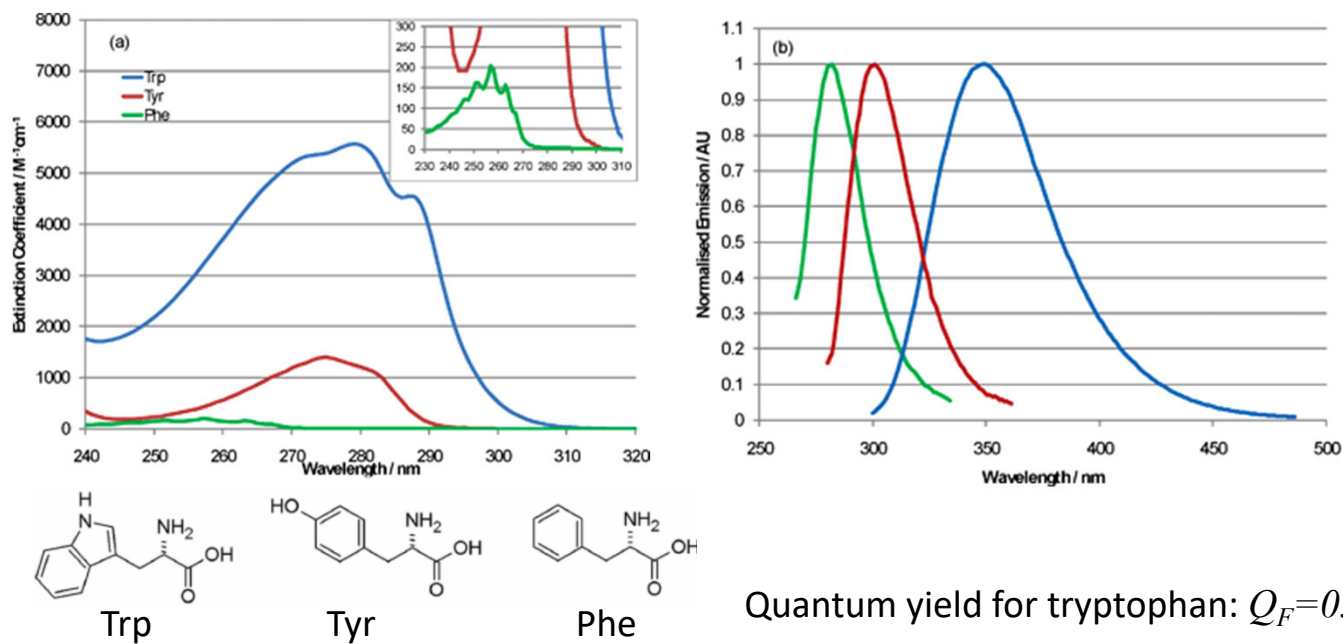 (a)
Trp
Tyr
Phe
Extinction Coefficient / M⁻¹cm⁻¹
8000
7000
6000
5000
4000
3000
2000
1000
0
240 250 260 270 280 290 300 310 320
Wavelength / nm
300
250
200
150
100
50
0
230 240 250 260 270 280 290 300 310
(b)
Normalised Emission / AU
1.1
1
0.9
0.8
0.7
0.6
0.5
0.4
0.3
0.2
0.1
0
250 300 350 400 450 500
Wavelength / nm
H
N
NH₂
OH
O
HO
NH₂
OH
O
NH₂
OH
O
Trp Tyr Phe
Quantum yield for tryptophan: Q_F=0.